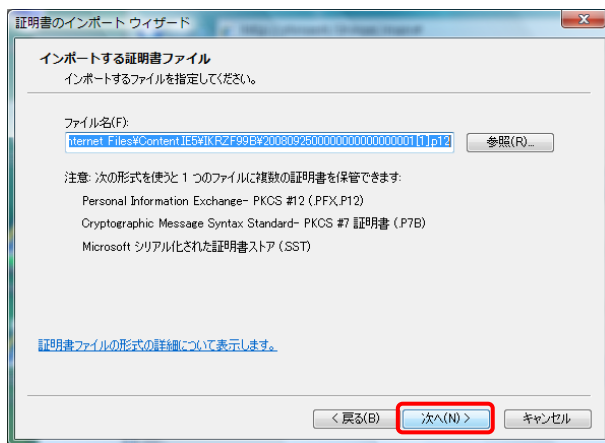 証明書のインポート ウィザード
インポートする証明書ファイル
インポートするファイルを指定してください。
ファイル名(F):
nternet Files¥Content.IE5¥IKRZF99B¥20080925000000000000000001[1].p12
参照(R)...
注意: 次の形式を使うと 1 つのファイルに複数の証明書を保管できます:
Personal Information Exchange- PKCS #12 (.PFX,.P12)
Cryptographic Message Syntax Standard- PKCS #7 証明書 (.P7B)
Microsoft シリアル化された証明書ストア (.SST)
証明書ファイルの形式の詳細について表示します。
< 戻る(B)
次へ(N) >
キャンセル